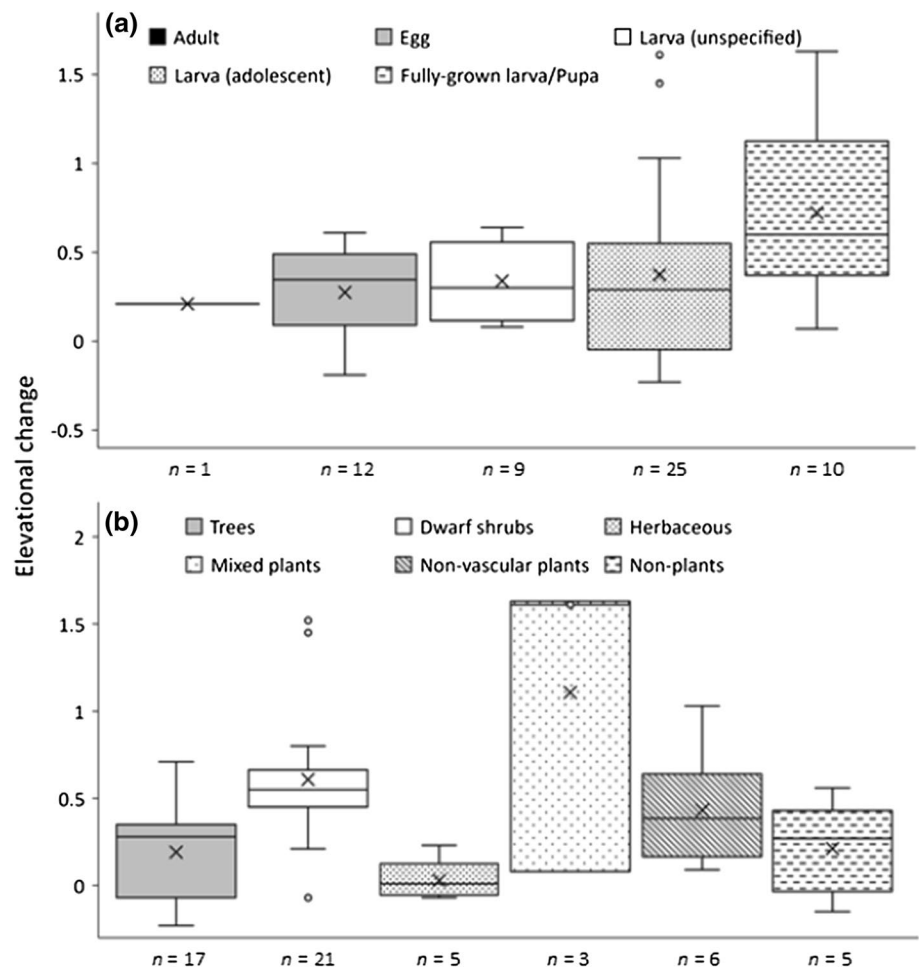 (a)
Adult Egg Larva (unspecified)
Larva (adolescent) Fully-grown larva/Pupa
1.5
1
0.5
0
-0.5
n = 1 n = 12 n = 9 n = 25 n = 10
Elevational change
(b)
Trees Dwarf shrubs Herbaceous
Mixed plants Non-vascular plants Non-plants
2
1.5
1
0.5
0
n = 17 n = 21 n = 5 n = 3 n = 6 n = 5